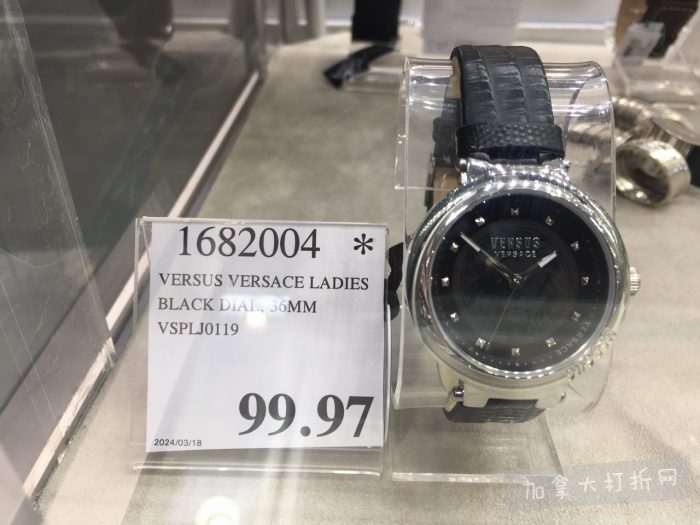 1682004 *
VERSUS VERSACE LADIES
BLACK DIAL, 36MM
VSPLJ0119
99.97
2024/03/18
VERSUS
VERSACE
加拿大打折网